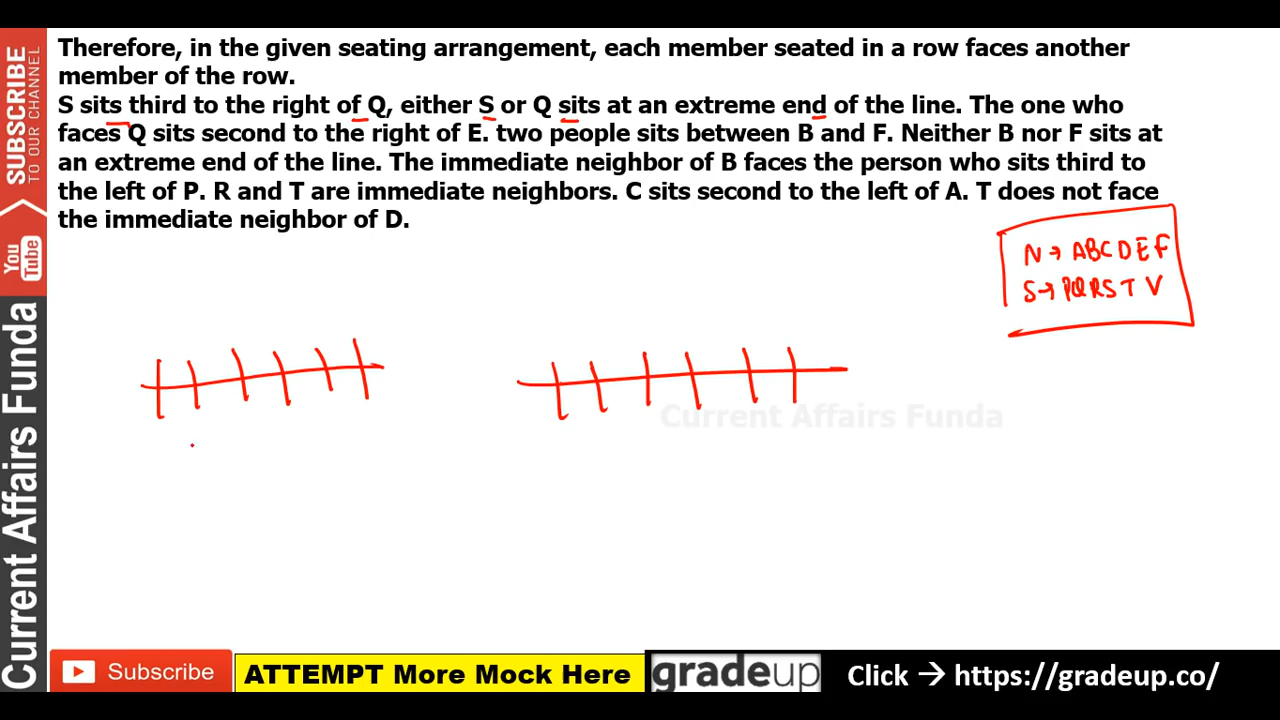 Therefore, in the given seating arrangement, each member seated in a row faces another
member of the row.
S sits third to the right of Q, either S or Q sits at an extreme end of the line. The one who
faces Q sits second to the right of E. two people sits between B and F. Neither B nor F sits at
an extreme end of the line. The immediate neighbor of B faces the person who sits third to
the left of P. R and T are immediate neighbors. C sits second to the left of A. T does not face
the immediate neighbor of D.
N → ABCDEF
S → PQRSTV
Current Affairs Funda
SUBSCRIBE
TO OUR CHANNEL
You
Tube
Current Affairs Funda
Subscribe
ATTEMPT More Mock Here
gradeup
Click → https://gradeup.co/